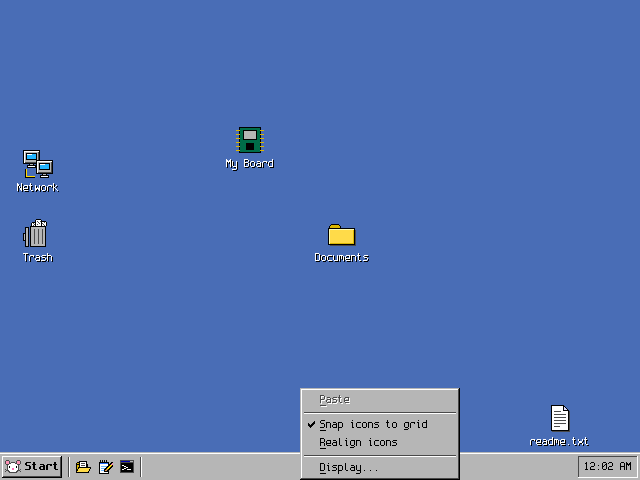 My Board
Network
Trash
Documents
Paste
Snap icons to grid
Realign icons
Display...
readme.txt
Start
12:02 AM